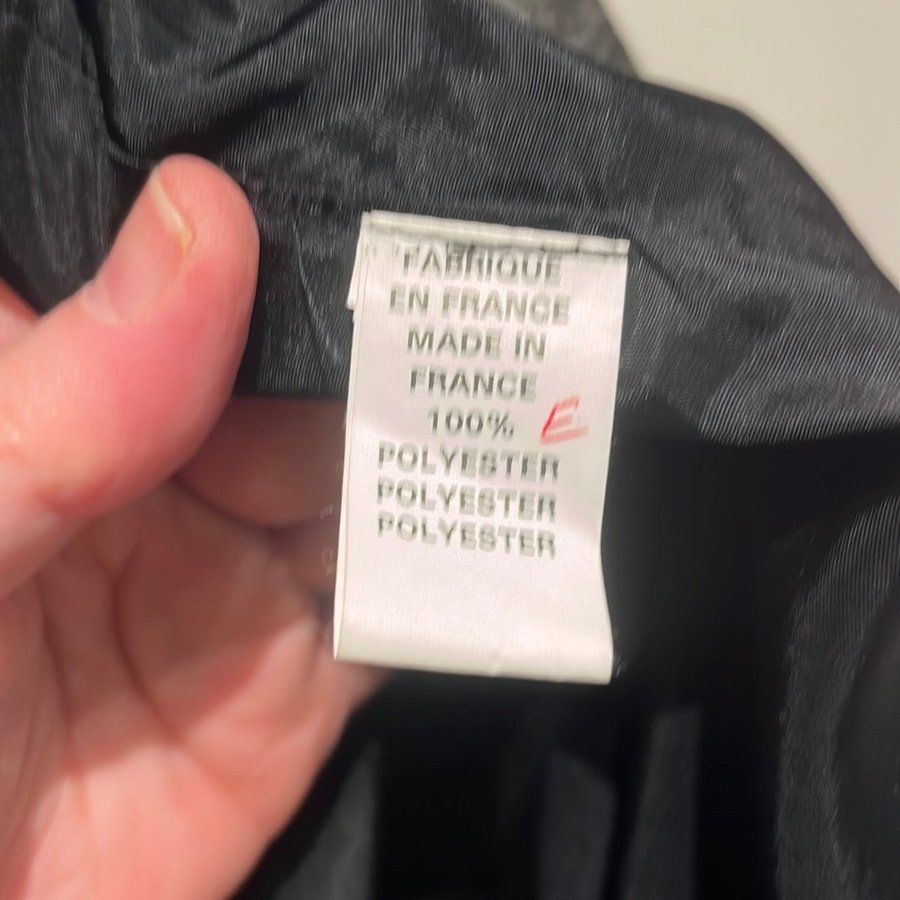 FABRIQUE
EN FRANCE
MADE IN
FRANCE
100% E
POLYESTER
POLYESTER
POLYESTER